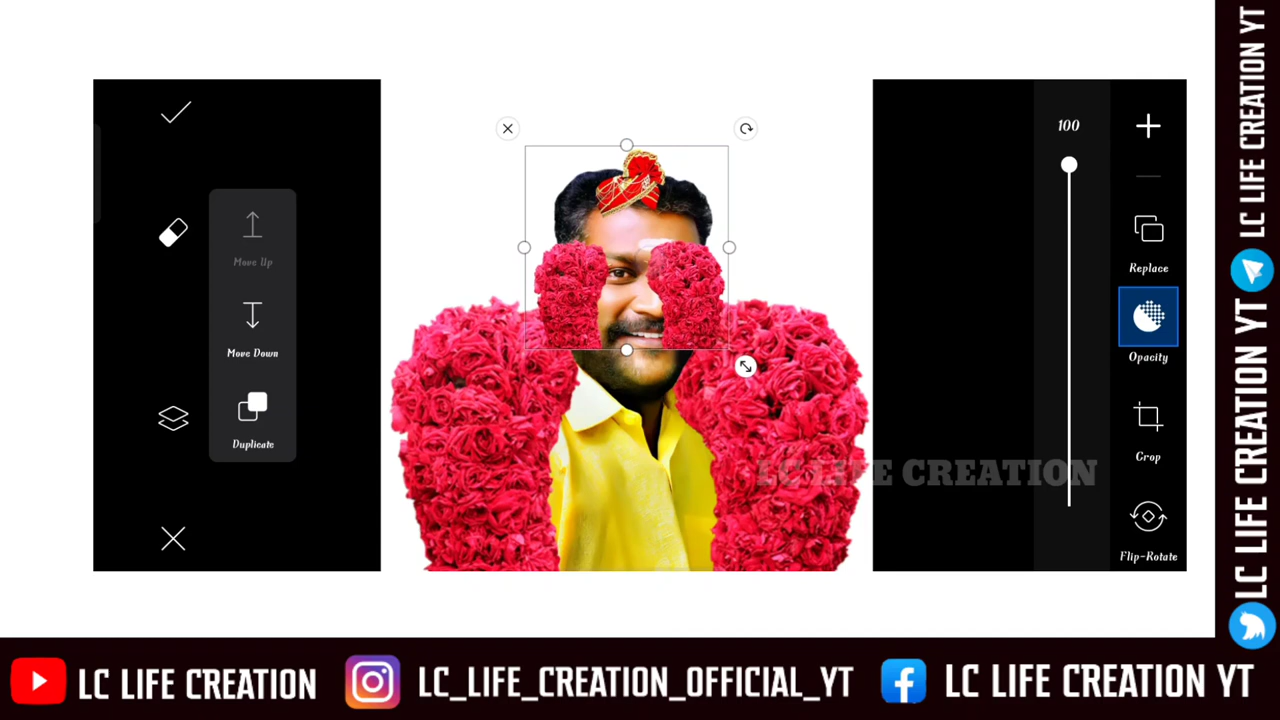 100
Move Up
Move Down
Duplicate
Replace
Opacity
Crop
Flip-Rotate
LC LIFE CREATION
LC LIFE CREATION YT
LC LIFE CREATION YT
LC LIFE CREATION
LC_LIFE_CREATION_OFFICIAL_YT
LC LIFE CREATION YT